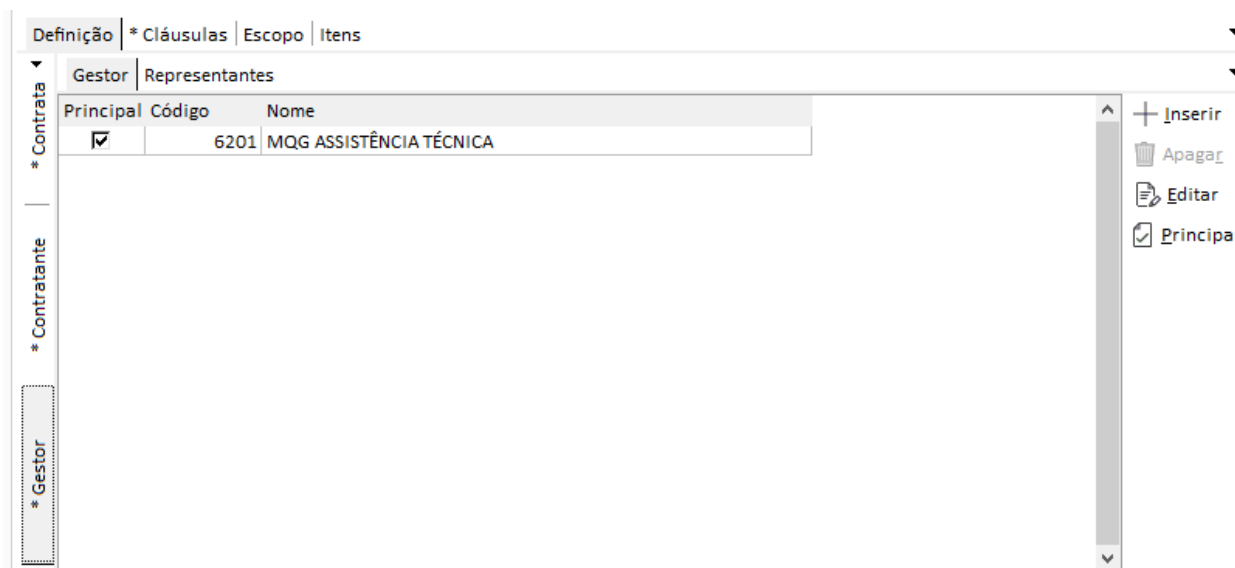 Definição * Cláusulas Escopo Itens
Gestor Representantes
* Contrata
* Contratante
* Gestor
Principal Código Nome
6201 MQG ASSISTÊNCIA TÉCNICA
Inserir
Apagar
Editar
Principa